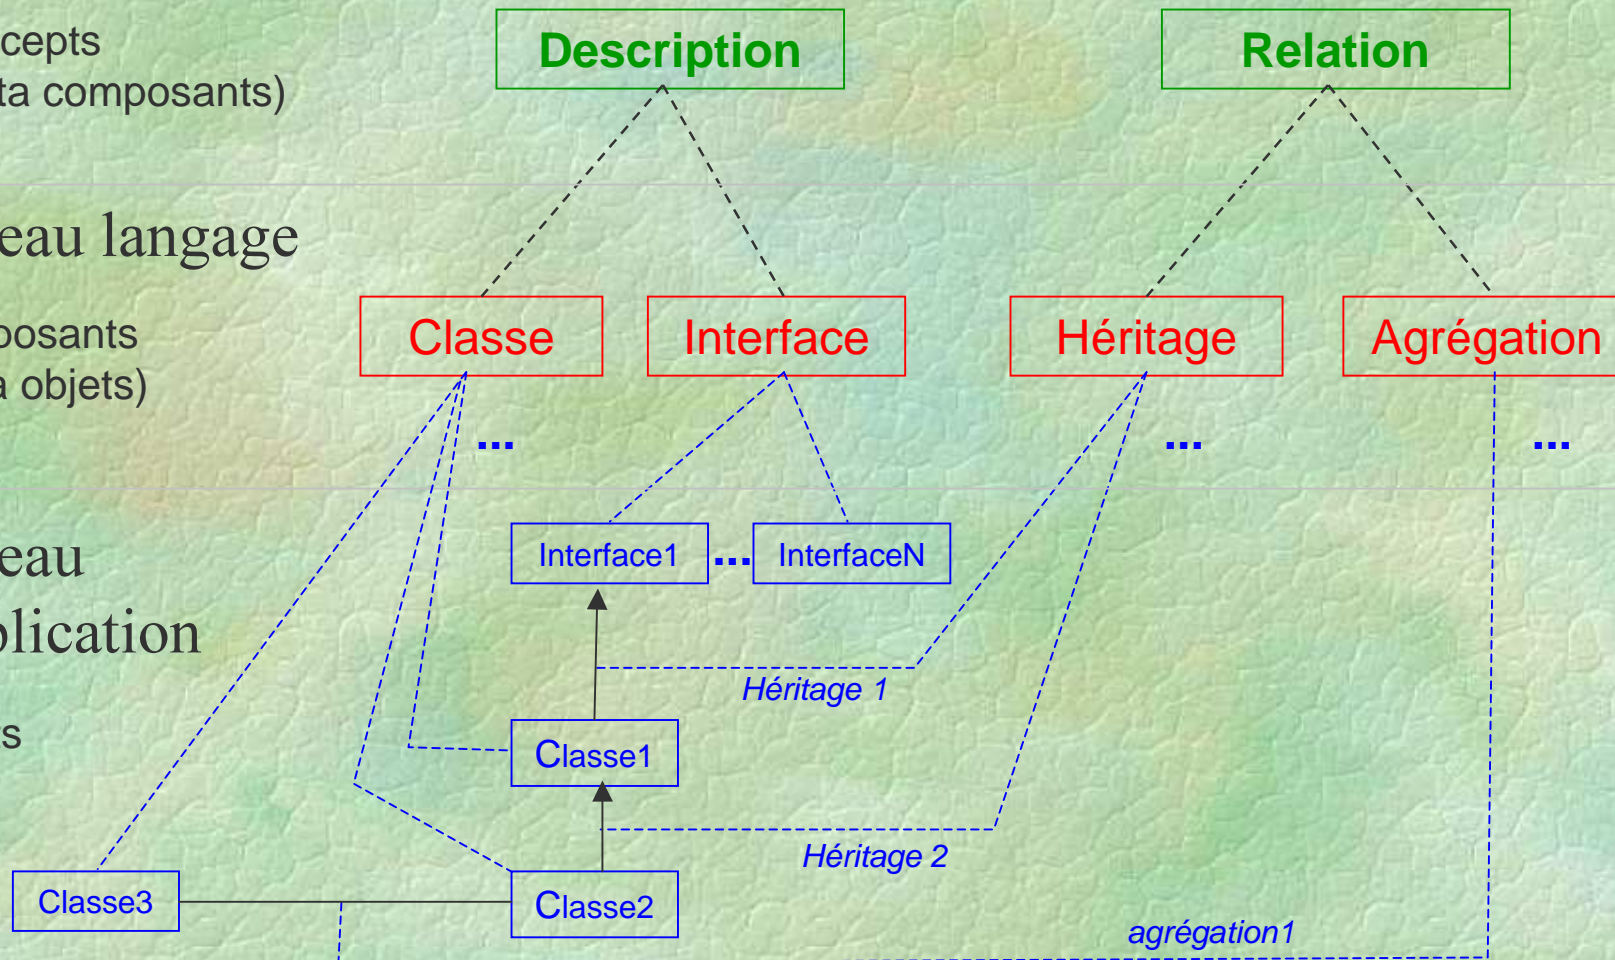 cepts
ta composants)
Description
Relation
eau langage
Classe
Interface
Héritage
Agrégation
posants
a objets)
...
...
...
eau
plication
Interface1
...
InterfaceN
Héritage 1
s
Classe1
Héritage 2
Classe3
Classe2
agrégation1